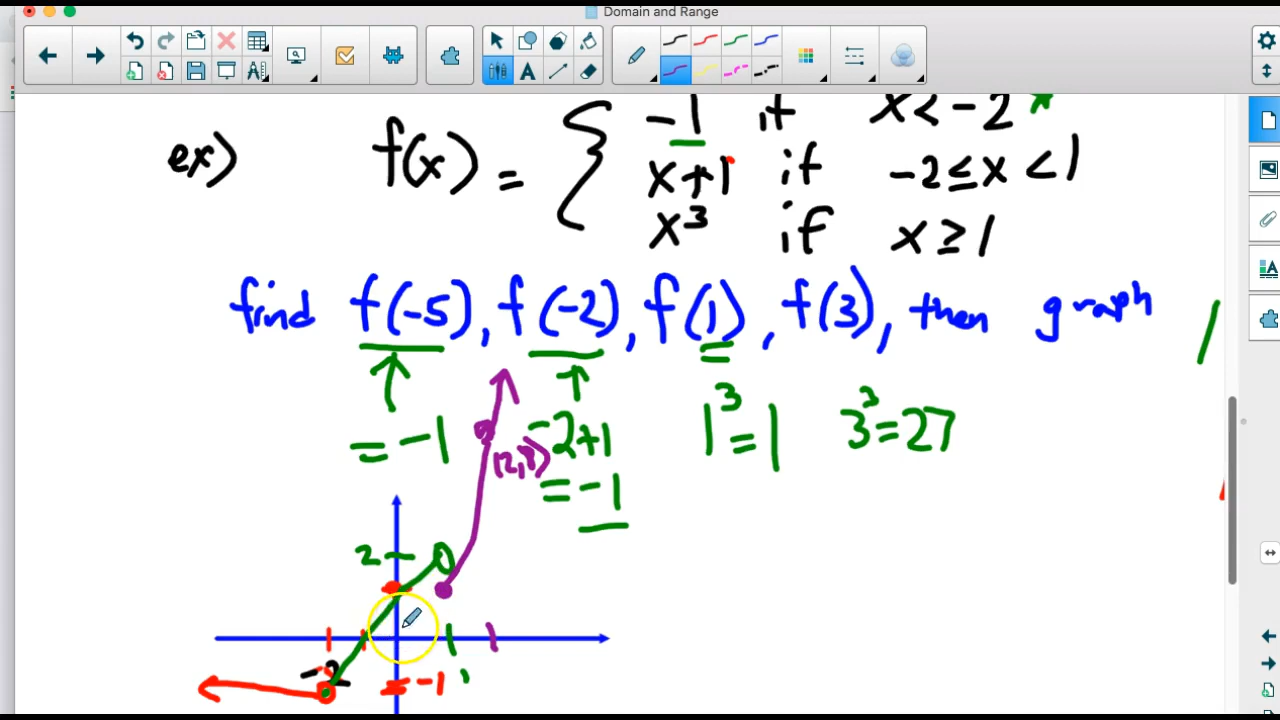 Domain and Range
-1 if x < -2
ex) f(x) = { x+1 if -2 ≤ x < 1
x³ if x ≥ 1
find f(-5), f(-2), f(1), f(3), then graph
= -1
-2+1
= -1
1³ = 1
3³ = 27
(2,8)
2
-2
-1
1